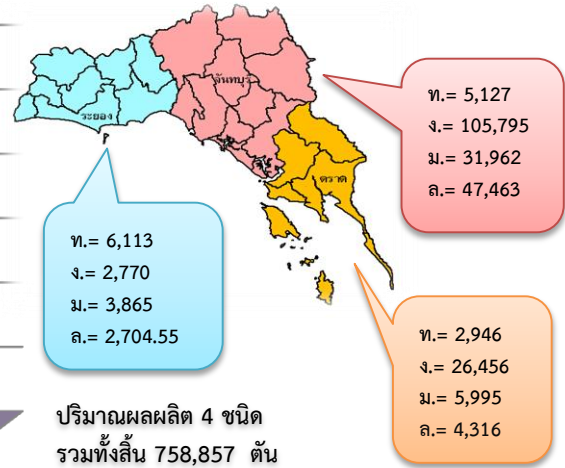 จันทบุรี
ระยอง
ตราด
ท.= 5,127
ง.= 105,795
ม.= 31,962
ล.= 47,463
ท.= 6,113
ง.= 2,770
ม.= 3,865
ล.= 2,704.55
ท.= 2,946
ง.= 26,456
ม.= 5,995
ล.= 4,316
ปริมาณผลผลิต 4 ชนิด
รวมทั้งสิ้น 758,857 ตัน